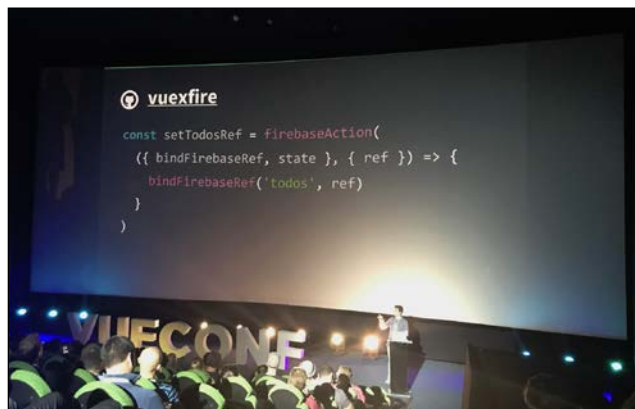 vuexfire
const setTodosRef = firebaseAction(
({ bindFirebaseRef, state }, { ref }) => {
bindFirebaseRef('todos', ref)
}
)
VUECONF